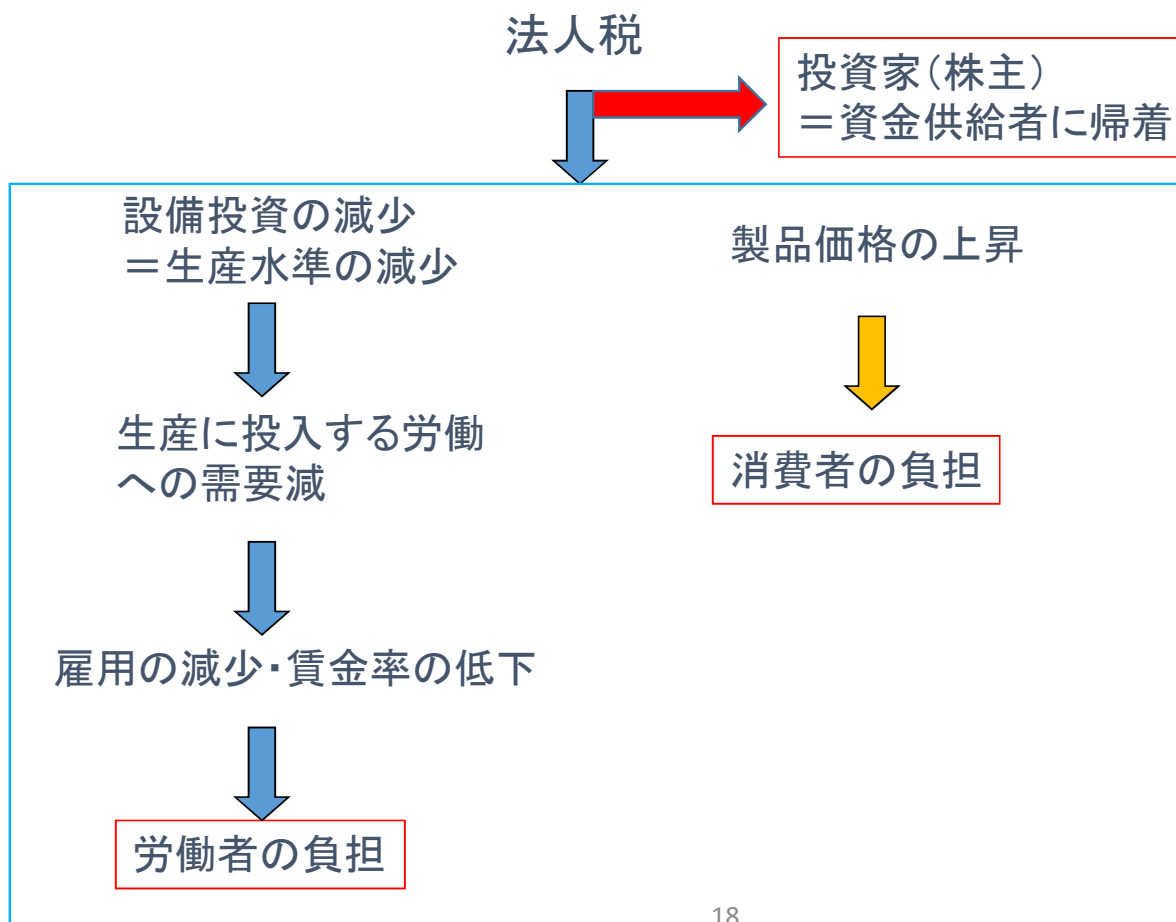 法人税
投資家(株主)
＝資金供給者に帰着
設備投資の減少
＝生産水準の減少
製品価格の上昇
生産に投入する労働
への需要減
消費者の負担
雇用の減少・賃金率の低下
労働者の負担
18